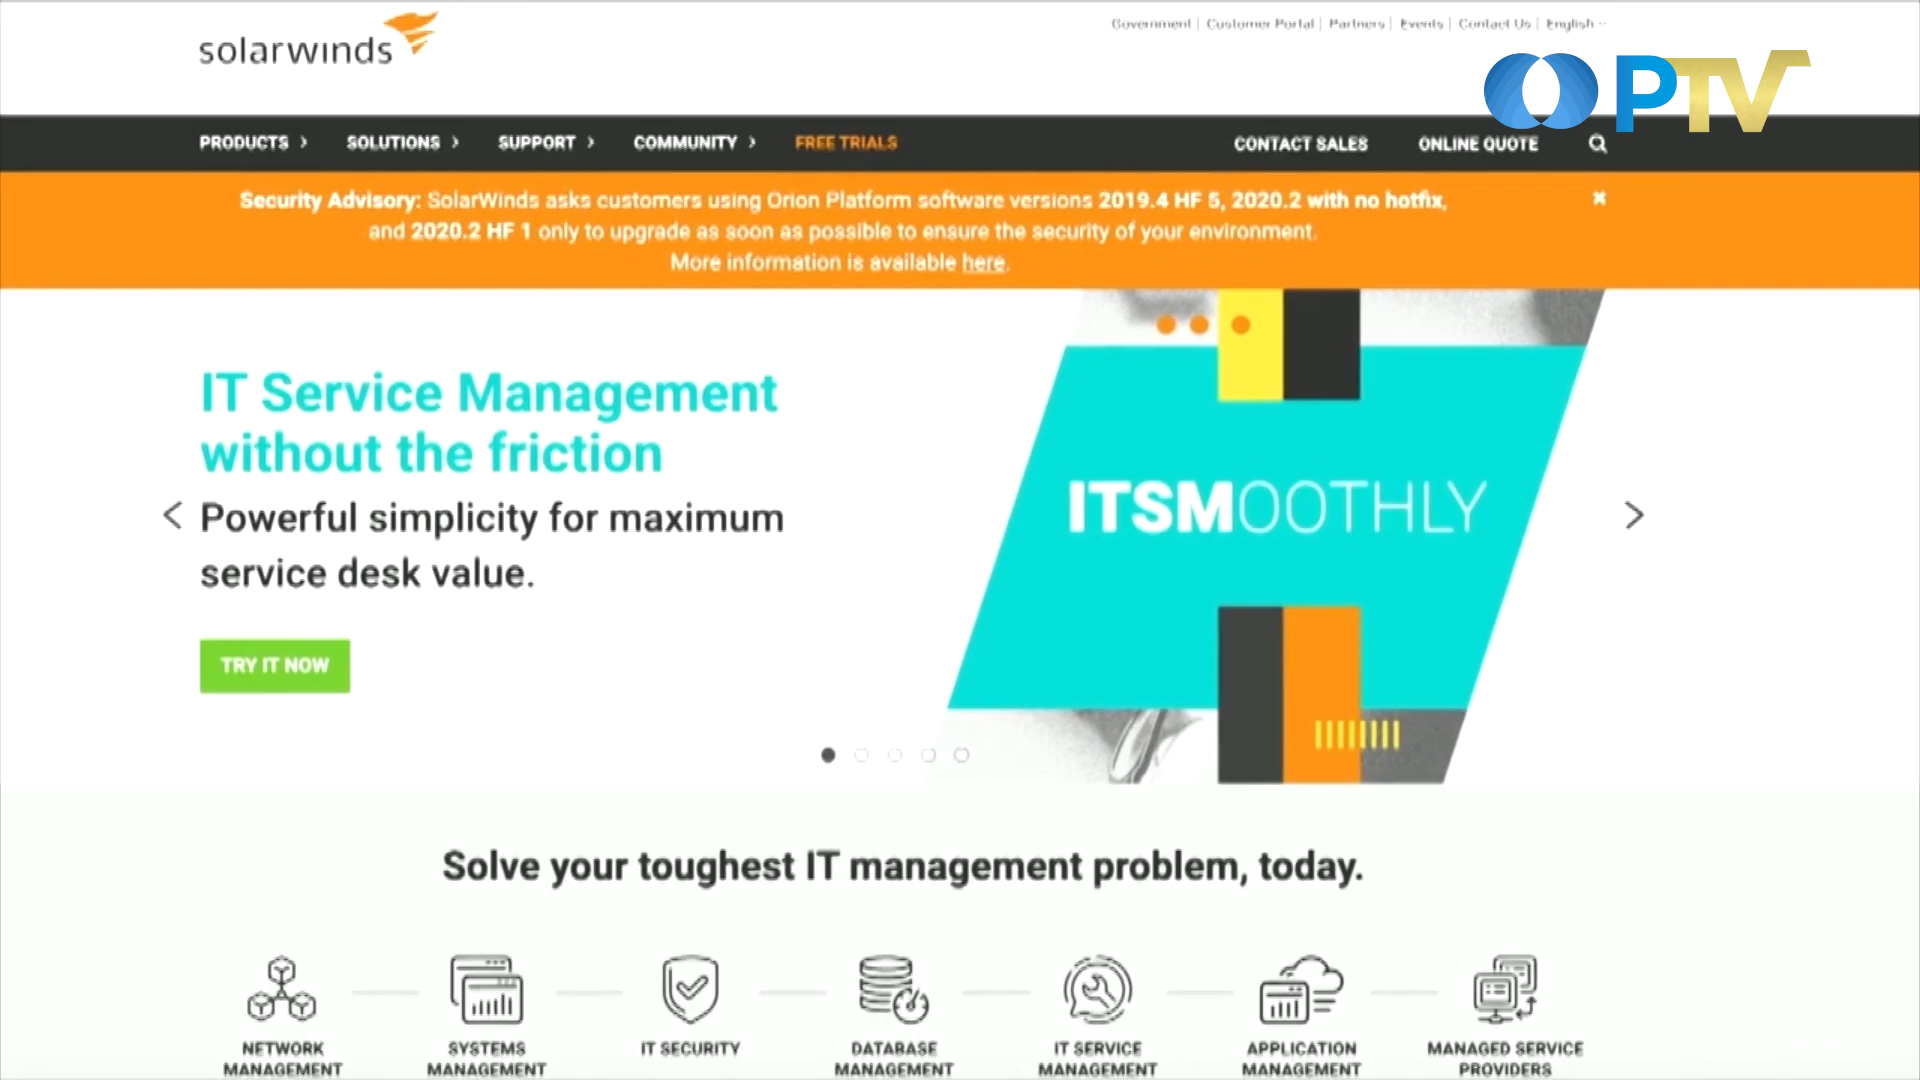 solarwinds
Government | Customer Portal | Partners | Events | Contact Us | English
PTV
PRODUCTS SOLUTIONS SUPPORT COMMUNITY FREE TRIALS CONTACT SALES ONLINE QUOTE
Security Advisory: SolarWinds asks customers using Orion Platform software versions 2019.4 HF 5, 2020.2 with no hotfix,
and 2020.2 HF 1 only to upgrade as soon as possible to ensure the security of your environment.
More information is available here.
IT Service Management
without the friction
Powerful simplicity for maximum
service desk value.
TRY IT NOW
ITSMOOTHLY
Solve your toughest IT management problem, today.
NETWORK
MANAGEMENT
SYSTEMS
MANAGEMENT
IT SECURITY
DATABASE
MANAGEMENT
IT SERVICE
MANAGEMENT
APPLICATION
MANAGEMENT
MANAGED SERVICE
PROVIDERS